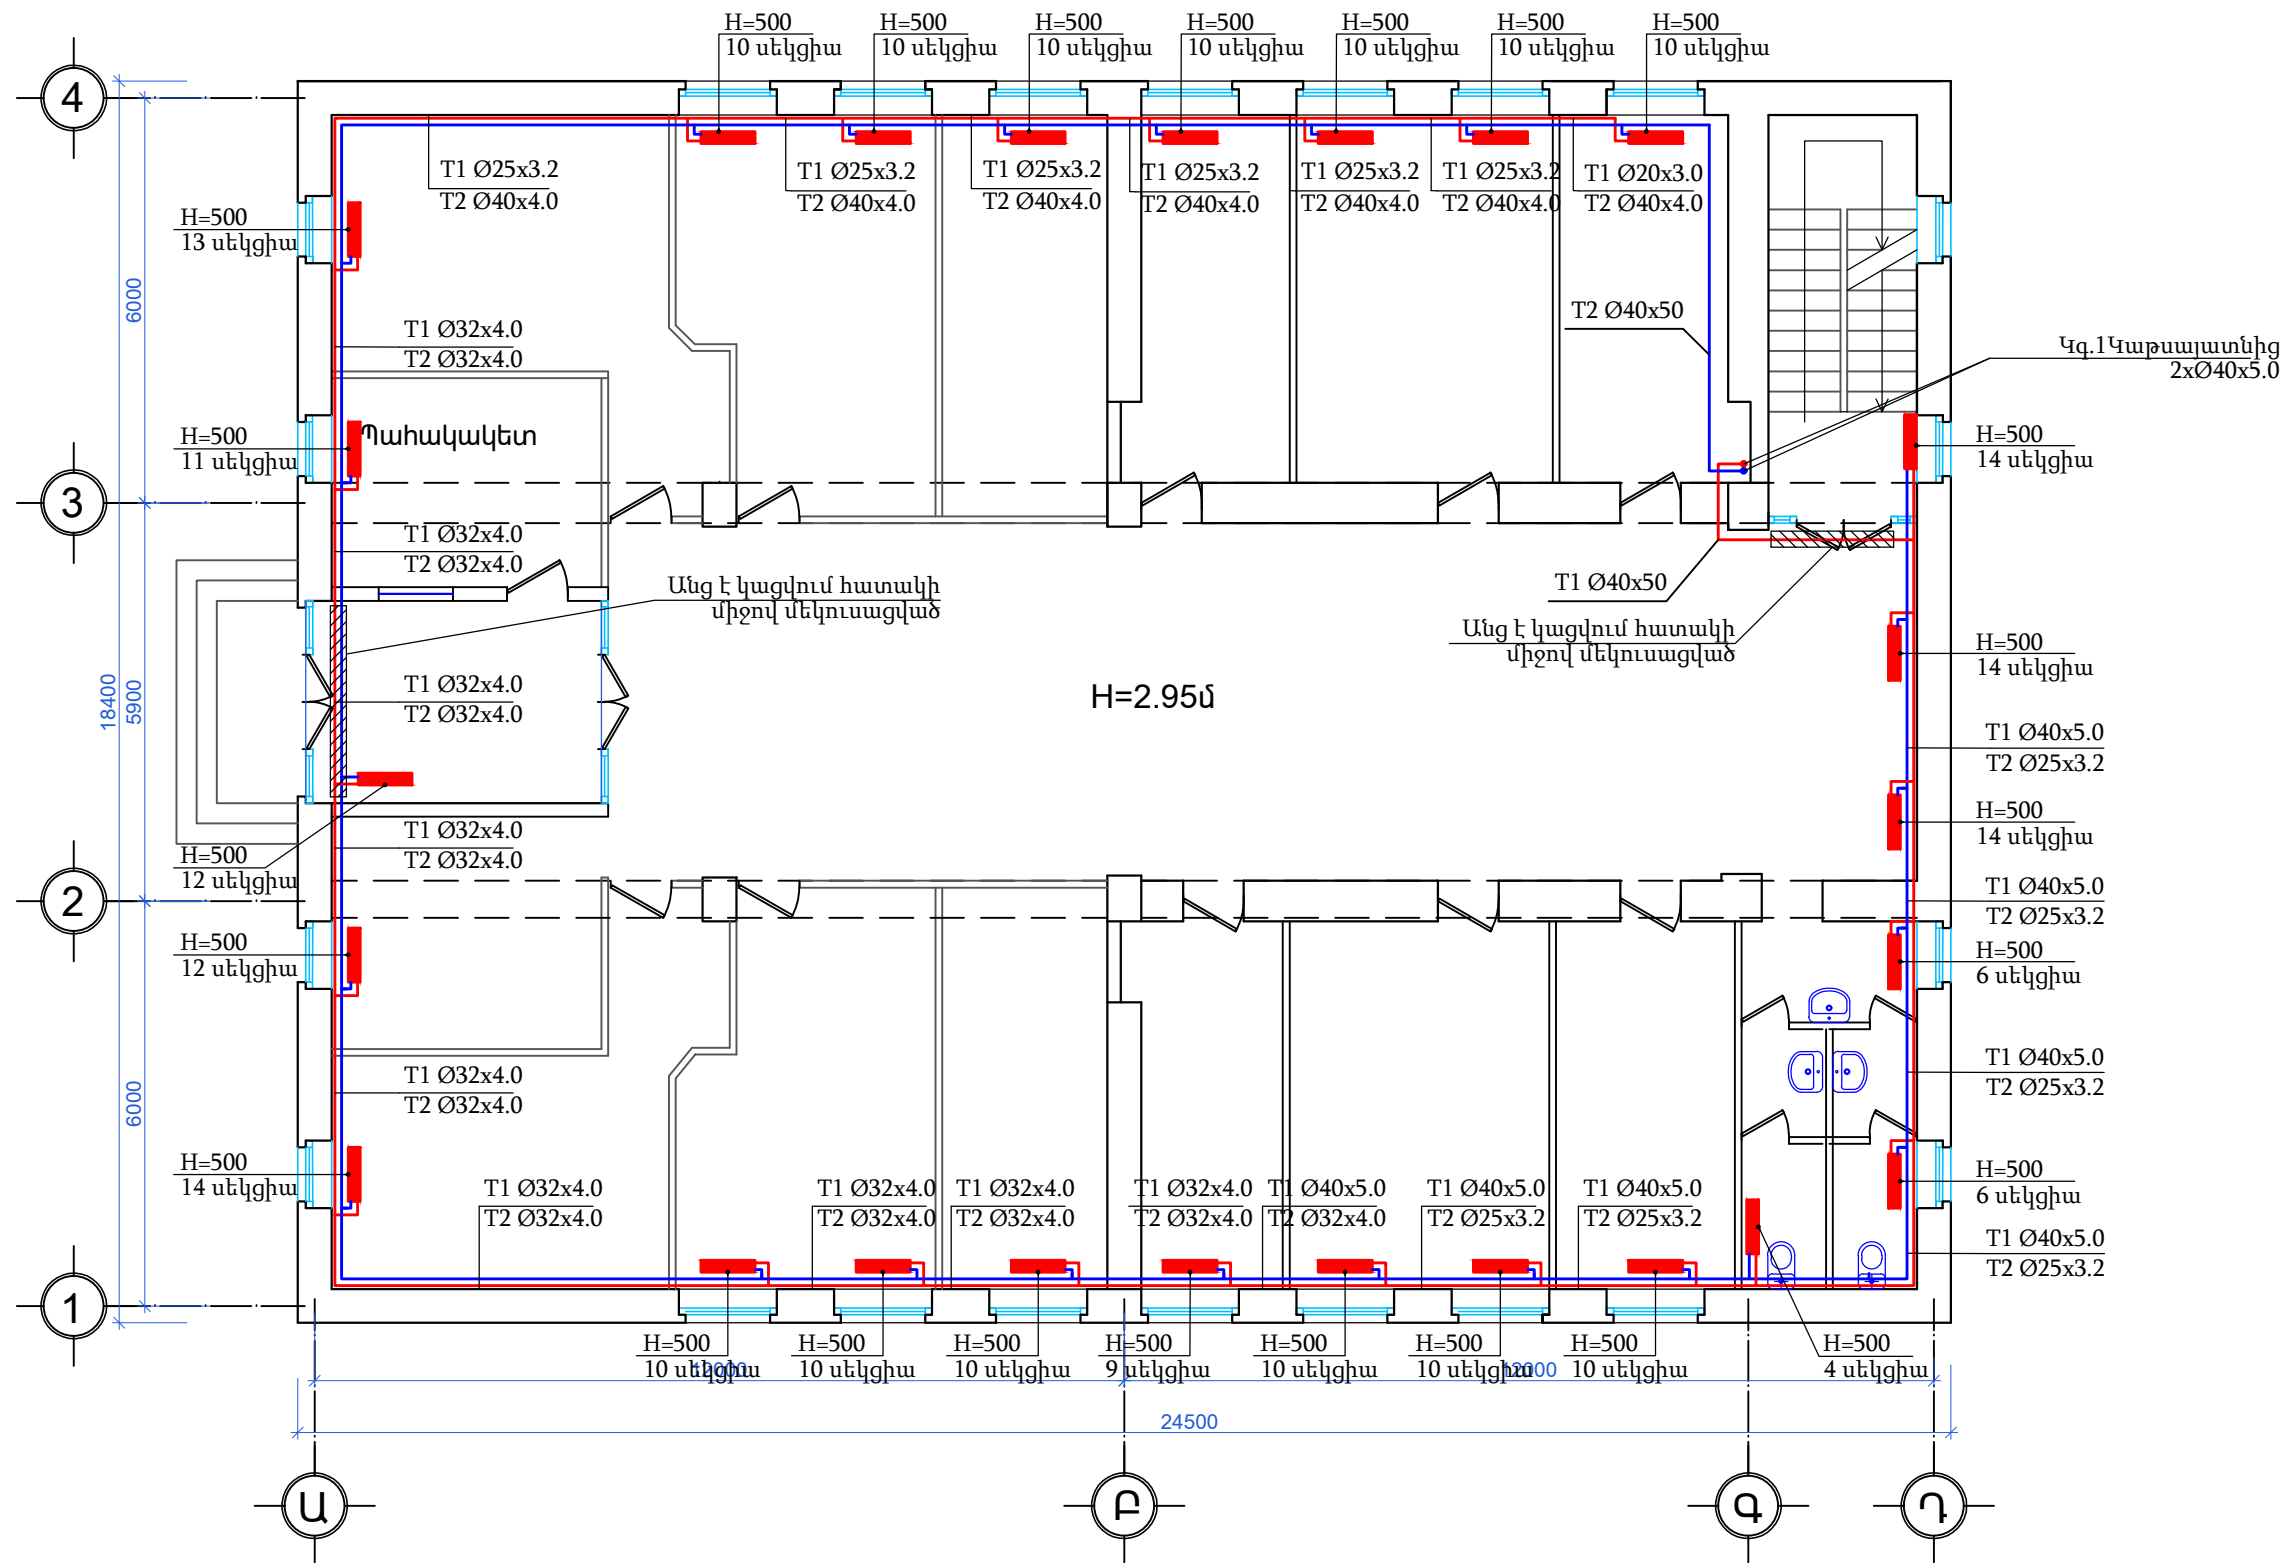 H=500
10 սեկցիա
H=500
10 սեկցիա
H=500
10 սեկցիա
H=500
10 սեկցիա
H=500
10 սեկցիա
H=500
10 սեկցիա
H=500
10 սեկցիա
4
T1 Ø25x3.2
T2 Ø40x4.0
T1 Ø25x3.2
T2 Ø40x4.0
T1 Ø25x3.2
T2 Ø40x4.0
T1 Ø25x3.2
T2 Ø40x4.0
T1 Ø25x3.2
T2 Ø40x4.0
T1 Ø25x3.2
T2 Ø40x4.0
T1 Ø20x3.0
T2 Ø40x4.0
H=500
13 սեկցիա
6000
T1 Ø32x4.0
T2 Ø32x4.0
T2 Ø40x50
Կգ.1Կաթսայատնից
2xØ40x5.0
H=500
11 սեկցիա
Պահակակետ
H=500
14 սեկցիա
3
T1 Ø32x4.0
T2 Ø32x4.0
Անց է կացվում հատակի
միջով մեկուսացված
T1 Ø40x50
Անց է կացվում հատակի
միջով մեկուսացված
H=500
14 սեկցիա
18400
5900
T1 Ø32x4.0
T2 Ø32x4.0
H=2.95մ
T1 Ø40x5.0
T2 Ø25x3.2
H=500
14 սեկցիա
T1 Ø32x4.0
T2 Ø32x4.0
H=500
12 սեկցիա
2
T1 Ø40x5.0
T2 Ø25x3.2
H=500
12 սեկցիա
H=500
6 սեկցիա
T1 Ø32x4.0
T2 Ø32x4.0
T1 Ø40x5.0
T2 Ø25x3.2
6000
H=500
14 սեկցիա
H=500
6 սեկցիա
T1 Ø32x4.0
T2 Ø32x4.0
T1 Ø32x4.0
T2 Ø32x4.0
T1 Ø32x4.0
T2 Ø32x4.0
T1 Ø32x4.0
T2 Ø32x4.0
T1 Ø40x5.0
T2 Ø32x4.0
T1 Ø40x5.0
T2 Ø25x3.2
T1 Ø40x5.0
T2 Ø25x3.2
T1 Ø40x5.0
T2 Ø25x3.2
1
H=500
10 սեկցիա
H=500
10 սեկցիա
H=500
10 սեկցիա
H=500
9 սեկցիա
H=500
10 սեկցիա
H=500
10 սեկցիա
H=500
10 սեկցիա
H=500
4 սեկցիա
12000
12000
24500
Ա
Բ
Գ
Դ